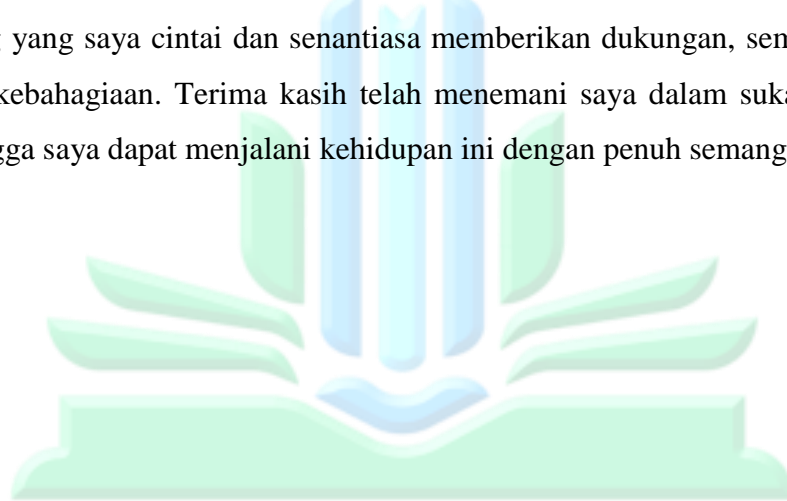 yang saya cintai dan senantiasa memberikan dukungan, sem
kebahagiaan. Terima kasih telah menemani saya dalam suka
gga saya dapat menjalani kehidupan ini dengan penuh semang